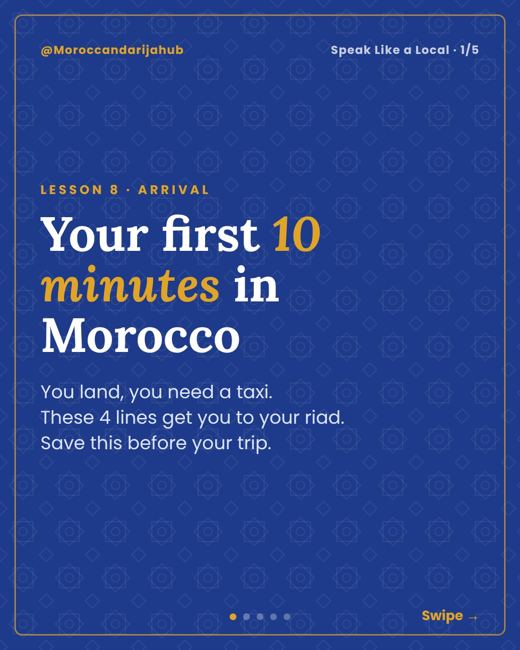 @Moroccandarijahub
Speak Like a Local · 1/5
LESSON 8 · ARRIVAL
Your first 10
minutes in
Morocco
You land, you need a taxi.
These 4 lines get you to your riad.
Save this before your trip.
Swipe →